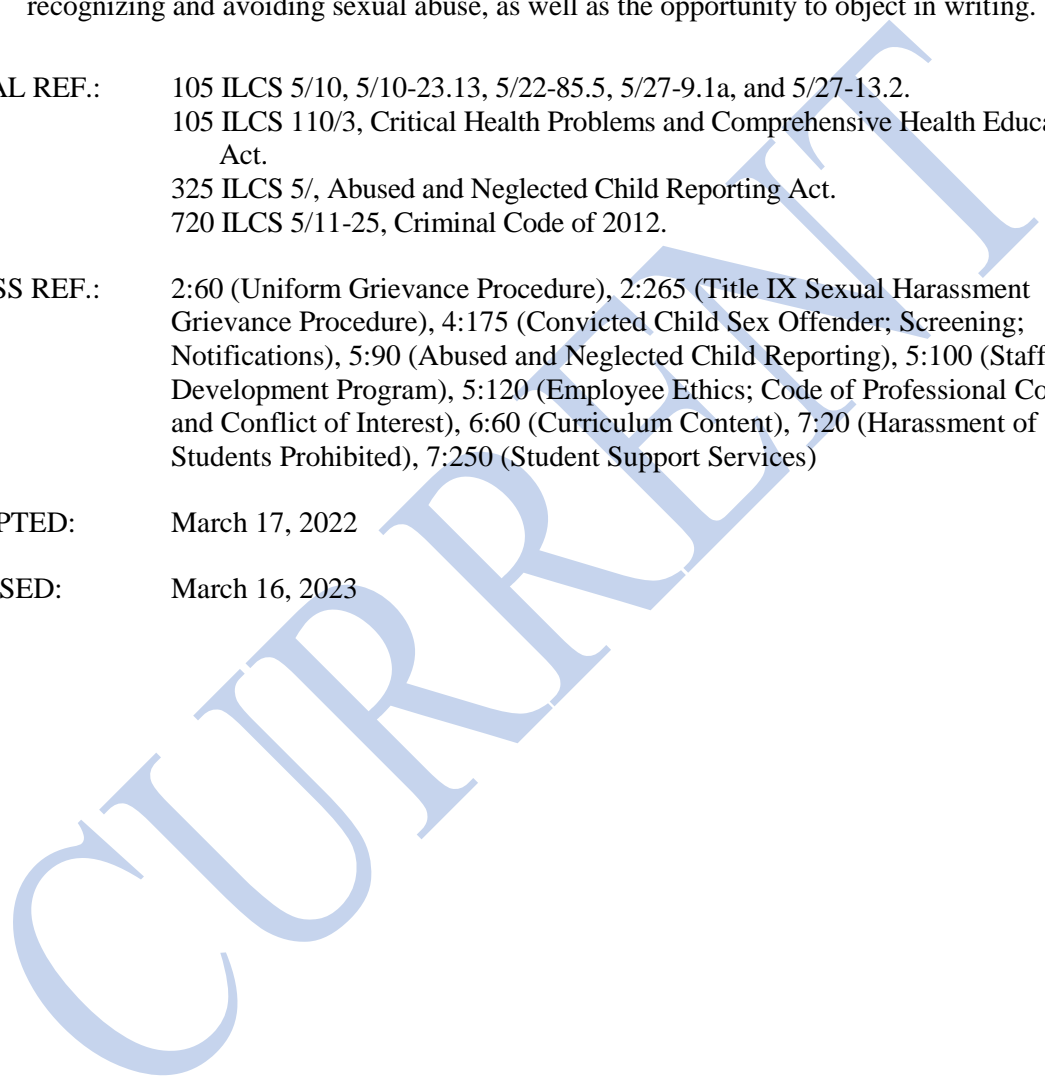 recognizing and avoiding sexual abuse, as well as the opportunity to object in writing.
AL REF.: 105 ILCS 5/10, 5/10-23.13, 5/22-85.5, 5/27-9.1a, and 5/27-13.2.
105 ILCS 110/3, Critical Health Problems and Comprehensive Health Educa
Act.
325 ILCS 5/, Abused and Neglected Child Reporting Act.
720 ILCS 5/11-25, Criminal Code of 2012.
SS REF.: 2:60 (Uniform Grievance Procedure), 2:265 (Title IX Sexual Harassment
Grievance Procedure), 4:175 (Convicted Child Sex Offender; Screening;
Notifications), 5:90 (Abused and Neglected Child Reporting), 5:100 (Staff
Development Program), 5:120 (Employee Ethics; Code of Professional Co
and Conflict of Interest), 6:60 (Curriculum Content), 7:20 (Harassment of
Students Prohibited), 7:250 (Student Support Services)
PTED: March 17, 2022
SED: March 16, 2023
CURRENT